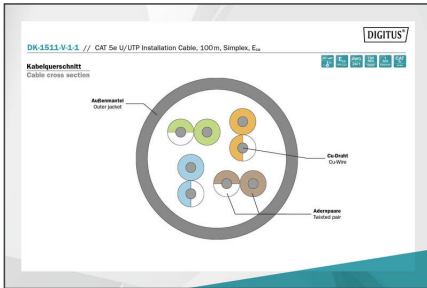 DIGITUS®
DK-1511-V-1-1 // CAT 5e U/UTP Installation Cable, 100m, Simplex, Eca
Kabelquerschnitt
Cable cross section
Außenmantel
Outer jacket
Cu-Draht
Cu-Wire
Adernpaare
Twisted pair